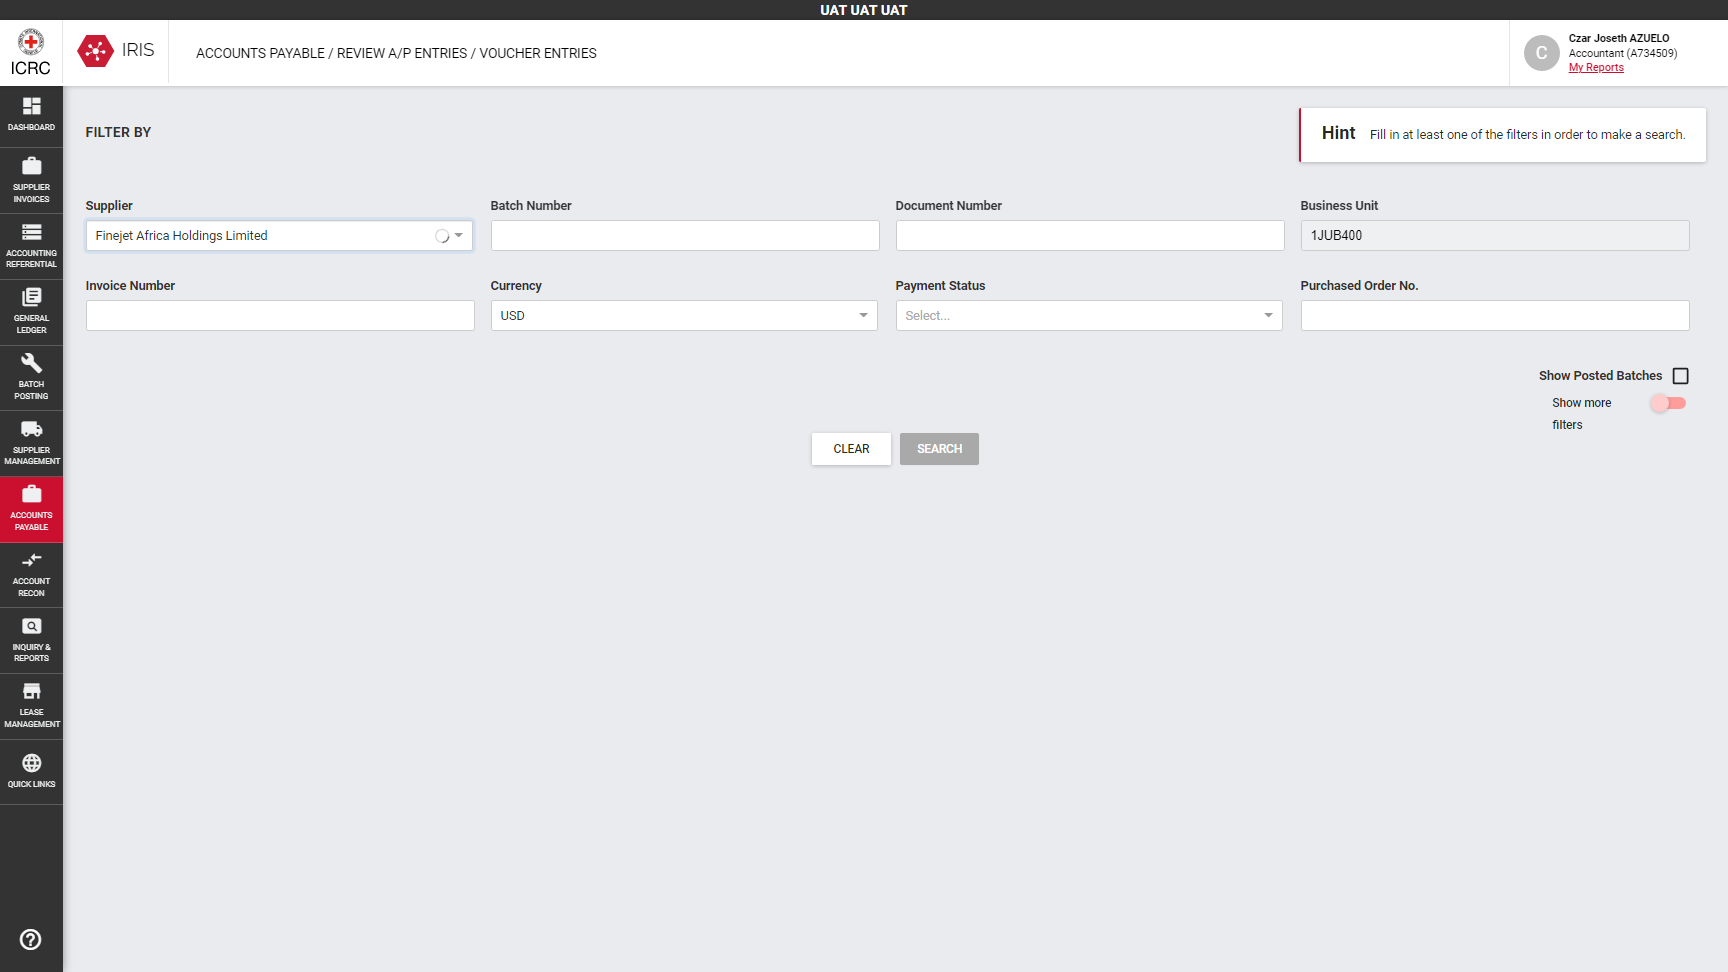 UAT UAT UAT
ICRC
IRIS
ACCOUNTS PAYABLE / REVIEW A/P ENTRIES / VOUCHER ENTRIES
C
Czar Joseth AZUELO
Accountant (A734509)
My Reports
DASHBOARD
SUPPLIER
INVOICES
ACCOUNTING
REFERENTIAL
GENERAL
LEDGER
BATCH
POSTING
SUPPLIER
MANAGEMENT
ACCOUNTS
PAYABLE
ACCOUNT
RECON
INQUIRY &
REPORTS
LEASE
MANAGEMENT
QUICK LINKS
FILTER BY
Hint Fill in at least one of the filters in order to make a search.
Supplier
Finejet Africa Holdings Limited
Batch Number
Document Number
Business Unit
1JUB400
Invoice Number
Currency
USD
Payment Status
Select...
Purchased Order No.
Show Posted Batches
Show more
filters
CLEAR
SEARCH